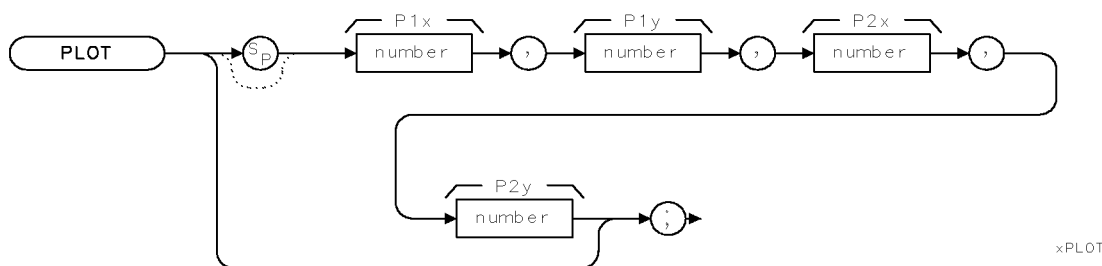 P1x P1y P2x
PLOT SP number , number , number ,
P2y
number ;
xPLOT